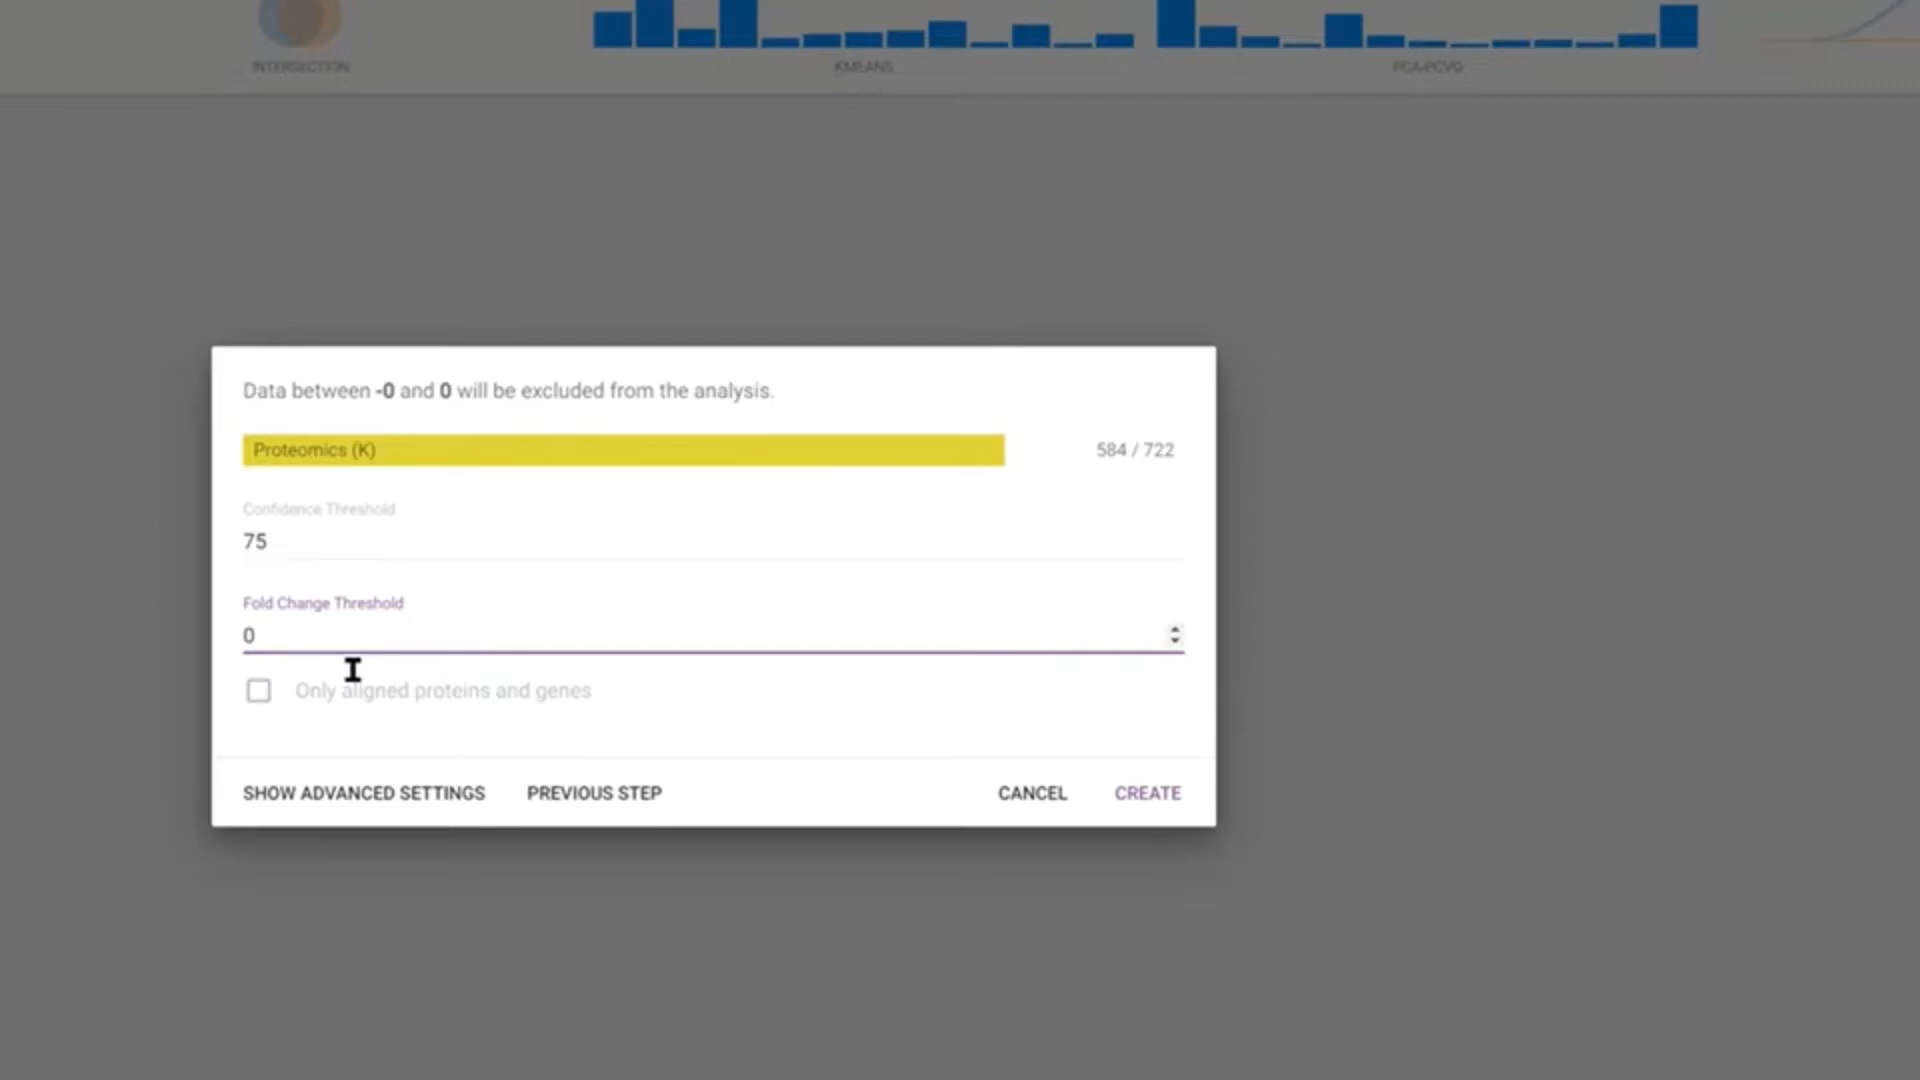 INTERSECTION
KMEANS
PCA-PCVG
Data between -0 and 0 will be excluded from the analysis.
Proteomics (K)
584 / 722
Confidence Threshold
75
Fold Change Threshold
0
Only aligned proteins and genes
SHOW ADVANCED SETTINGS
PREVIOUS STEP
CANCEL
CREATE